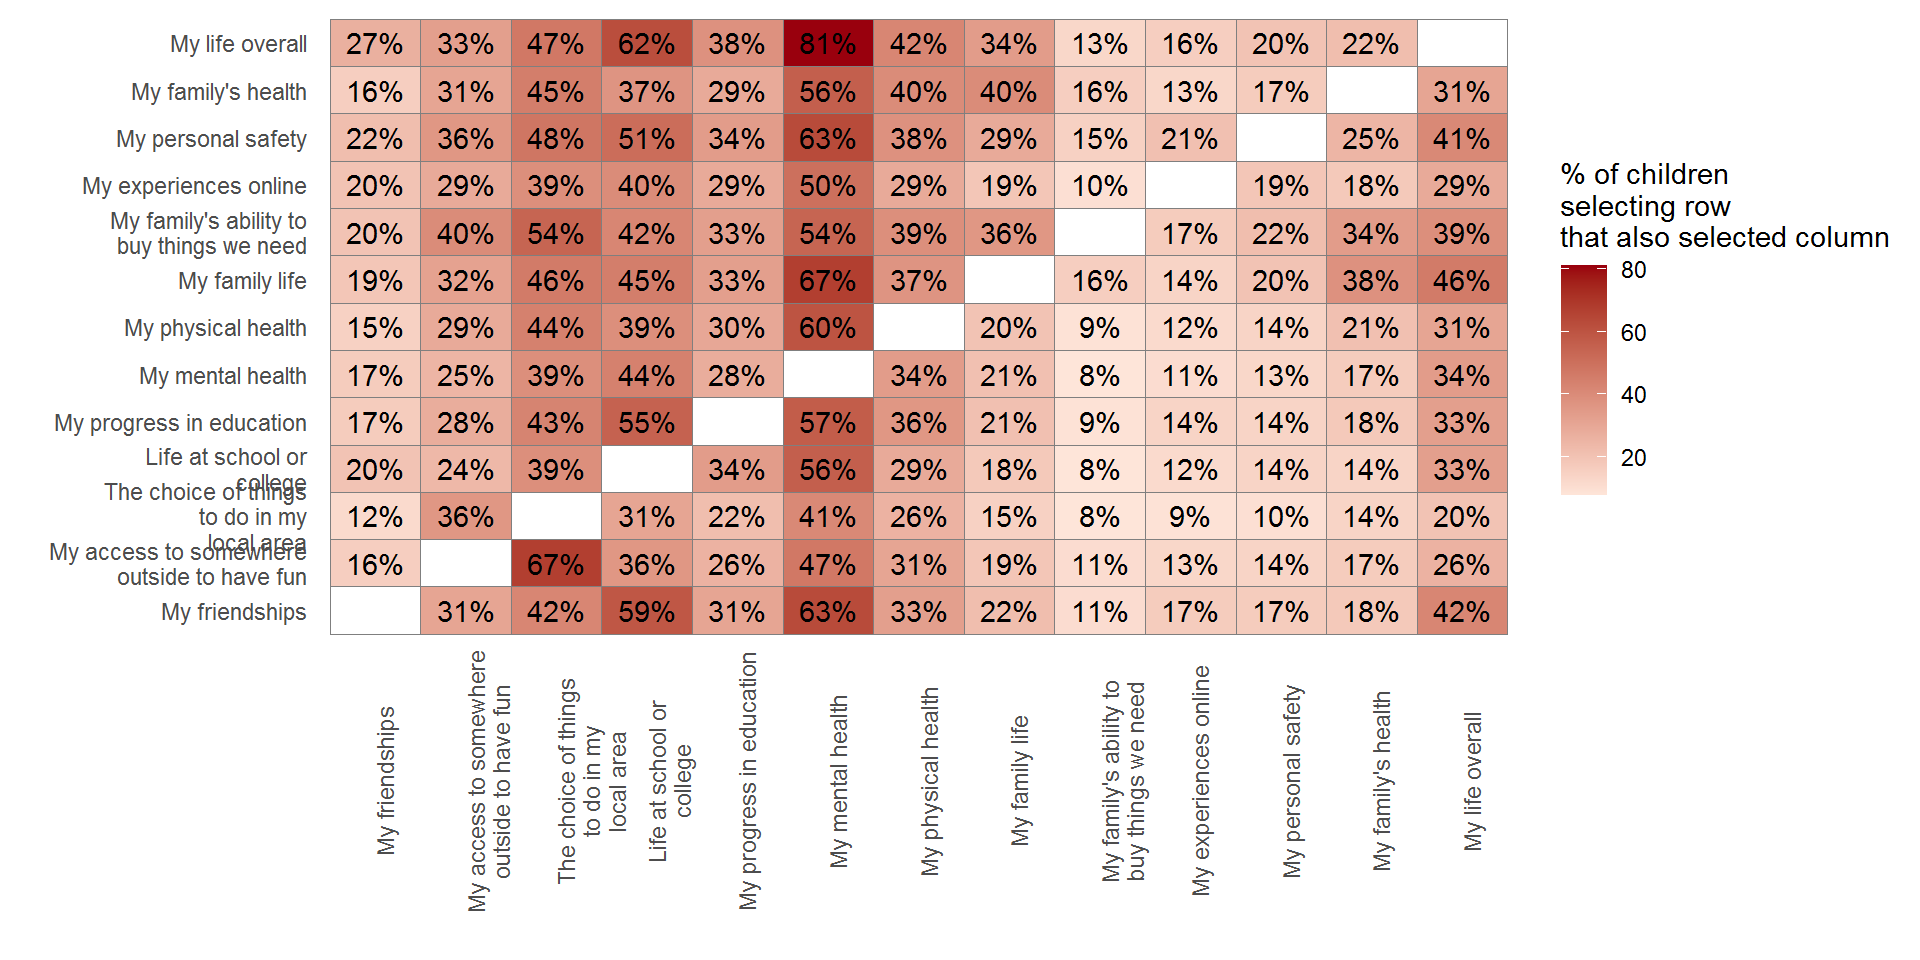 My life overall 27% 33% 47% 62% 38% 81% 42% 34% 13% 16% 20% 22%
My family's health 16% 31% 45% 37% 29% 56% 40% 40% 16% 13% 17% 31%
My personal safety 22% 36% 48% 51% 34% 63% 38% 29% 15% 21% 25% 41%
My experiences online 20% 29% 39% 40% 29% 50% 29% 19% 10% 19% 18% 29%
My family's ability to
buy things we need
20% 40% 54% 42% 33% 54% 39% 36% 17% 22% 34% 39%
My family life 19% 32% 46% 45% 33% 67% 37% 16% 14% 20% 38% 46%
My physical health 15% 29% 44% 39% 30% 60% 20% 9% 12% 14% 21% 31%
My mental health 17% 25% 39% 44% 28% 34% 21% 8% 11% 13% 17% 34%
My progress in education 17% 28% 43% 55% 57% 36% 21% 9% 14% 14% 18% 33%
Life at school or
college
20% 24% 39% 34% 56% 29% 18% 8% 12% 14% 14% 33%
The choice of things
to do in my
local area
12% 36% 31% 22% 41% 26% 15% 8% 9% 10% 14% 20%
My access to somewhere
outside to have fun
16% 67% 36% 26% 47% 31% 19% 11% 13% 14% 17% 26%
My friendships 31% 42% 59% 31% 63% 33% 22% 11% 17% 17% 18% 42%
My friendships
My access to somewhere
outside to have fun
The choice of things
to do in my
local area
Life at school or
college
My progress in education
My mental health
My physical health
My family life
My family's ability to
buy things we need
My experiences online
My personal safety
My family's health
My life overall
% of children
selecting row
that also selected column
80
60
40
20